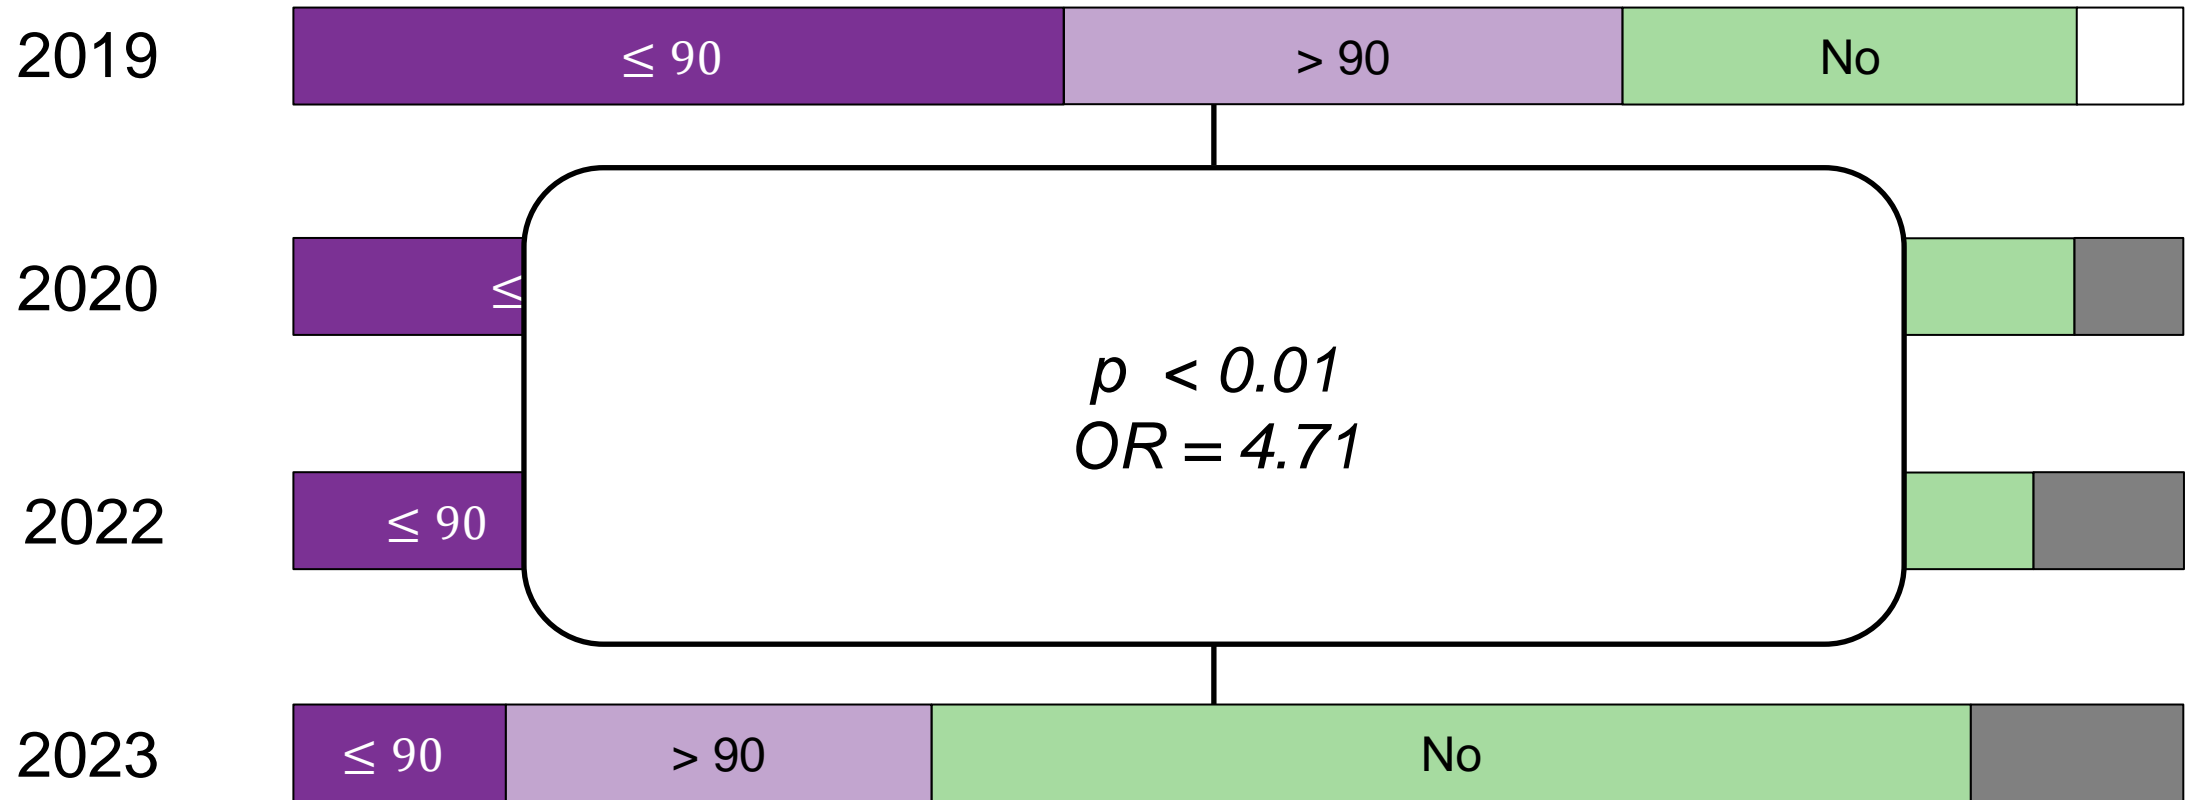 2019 ≤ 90 > 90 No
2020 ≤
p < 0.01
OR = 4.71
2022 ≤ 90
2023 ≤ 90 > 90 No